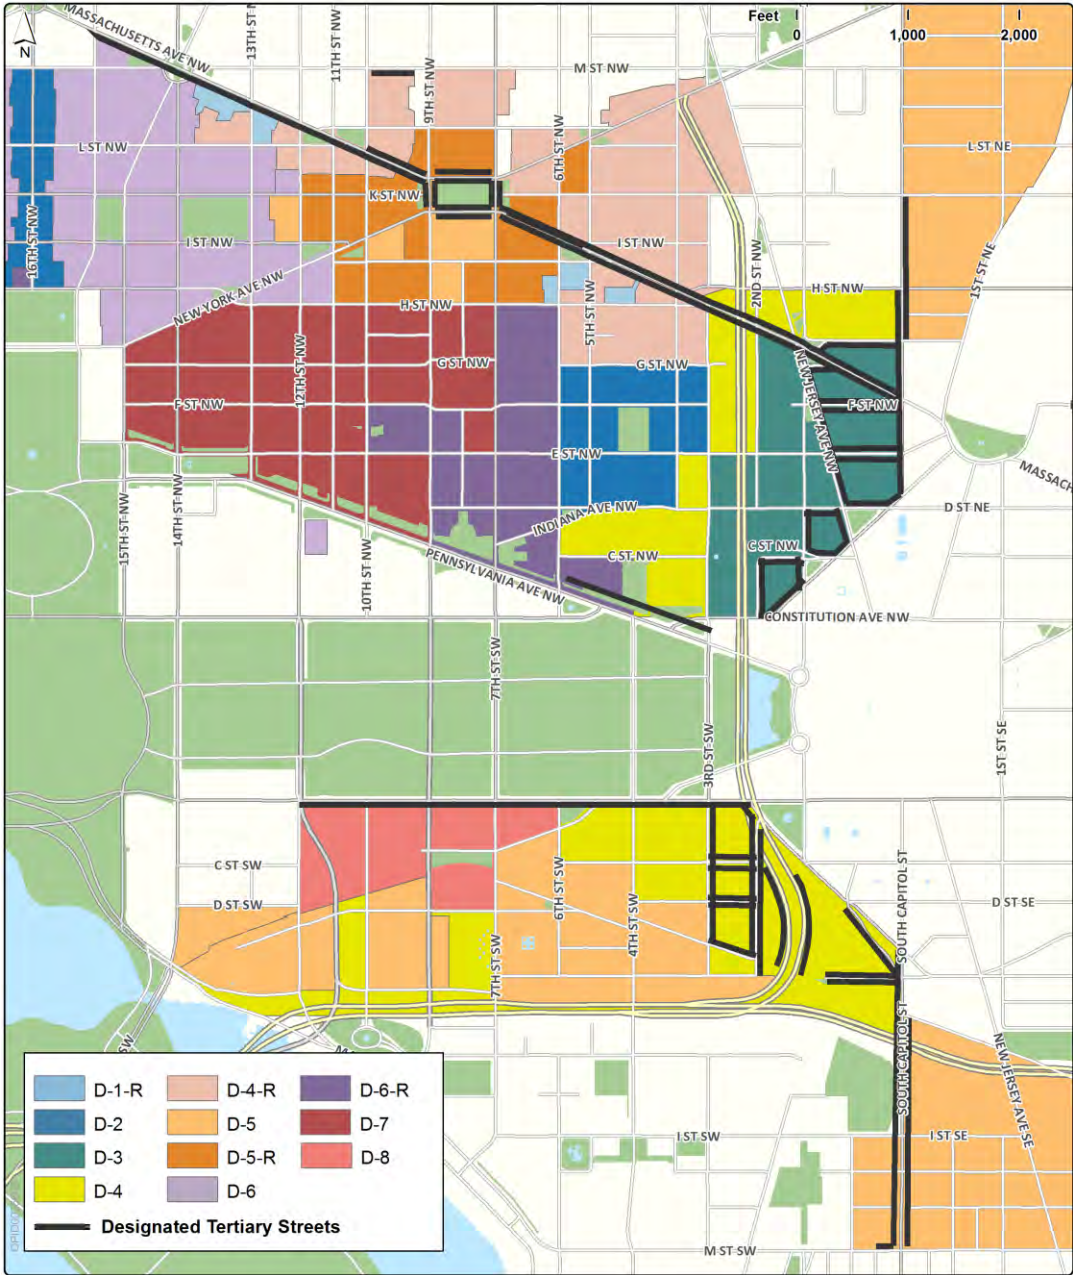 MASSACHUSETTS AVE NW
11TH ST NW
9TH ST NW
Feet
0
1,000
2,000
N
M ST NW
L ST NW
6TH ST NW
L ST NE
K ST NW
16TH ST NW
I ST NW
I ST NW
2ND ST NW
1ST ST NE
NEW YORK AVE NW
H ST NW
5TH ST NW
H ST NW
12TH ST NW
G ST NW
G ST NW
NEW JERSEY AVE NW
F ST NW
F ST NW
E ST NW
MASSACH
15TH ST NW
14TH ST NW
INDIANA AVE NW
D ST NE
10TH ST NW
PENNSYLVANIA AVE NW
C ST NW
C ST NW
CONSTITUTION AVE NW
7TH ST SW
3RD ST SW
1ST ST SE
C ST SW
6TH ST SW
4TH ST SW
SOUTH CAPITOL ST
D ST SW
D ST SE
7TH ST SW
SW
SOUTH CAPITOL ST
NEW JERSEY AVE SE
I ST SW
I ST SE
M ST SW
D-1-R
D-4-R
D-6-R
D-2
D-5
D-7
D-3
D-5-R
D-8
D-4
D-6
Designated Tertiary Streets